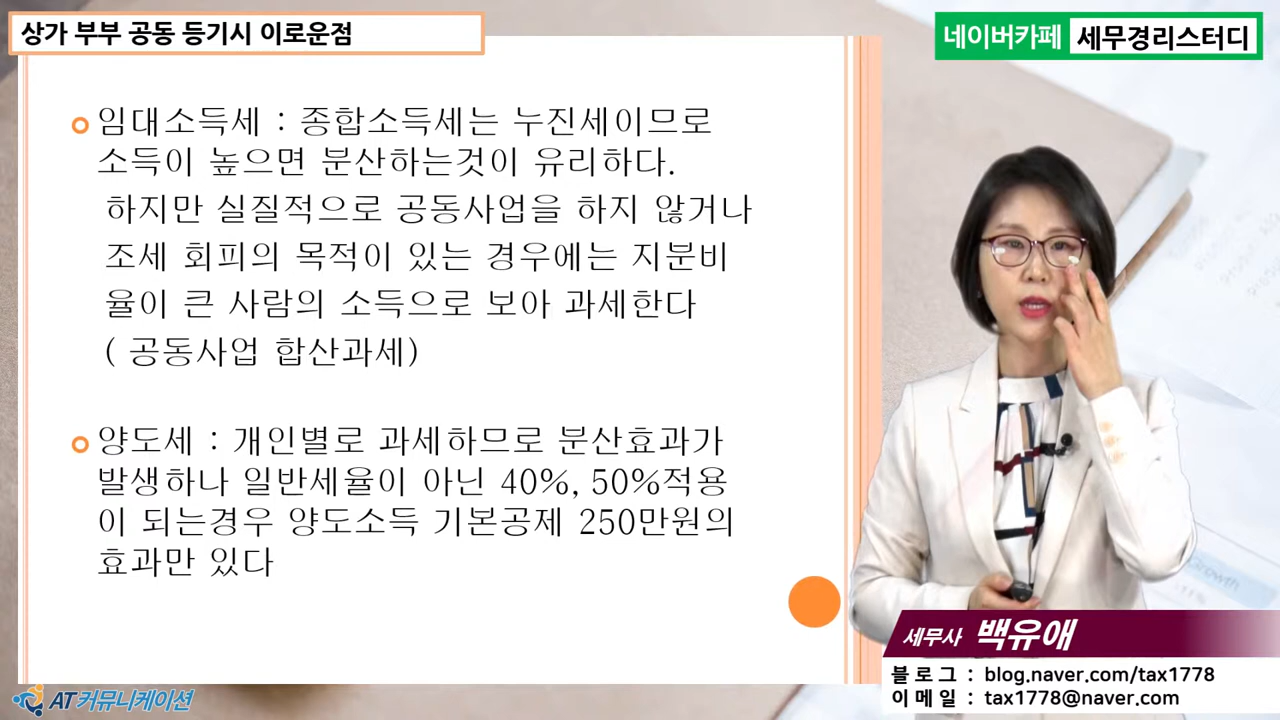 상가 부부 공동 등기시 이로운점
네이버카페 세무경리스터디
임대소득세 : 종합소득세는 누진세이므로
소득이 높으면 분산하는것이 유리하다.
하지만 실질적으로 공동사업을 하지 않거나
조세 회피의 목적이 있는 경우에는 지분비
율이 큰 사람의 소득으로 보아 과세한다
( 공동사업 합산과세)
양도세 : 개인별로 과세하므로 분산효과가
발생하나 일반세율이 아닌 40%, 50%적용
이 되는경우 양도소득 기본공제 250만원의
효과만 있다
세무사 백유애
블로그 : blog.naver.com/tax1778
이메일 : tax1778@naver.com
AT커뮤니케이션